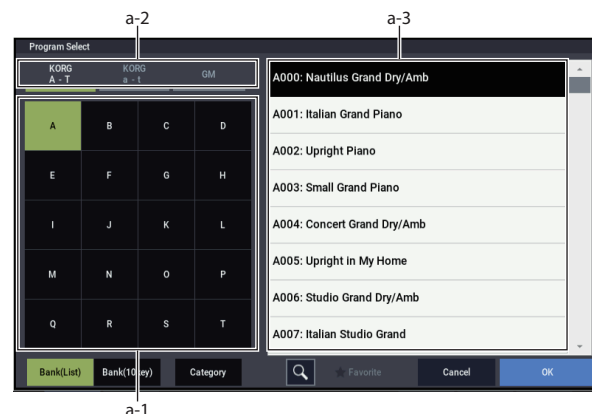 a-2
a-3
Program Select
KORG
A - T
KORG
a - t
GM
A
B
C
D
E
F
G
H
I
J
K
L
M
N
O
P
Q
R
S
T
A000: Nautilus Grand Dry/Amb
A001: Italian Grand Piano
A002: Upright Piano
A003: Small Grand Piano
A004: Concert Grand Dry/Amb
A005: Upright in My Home
A006: Studio Grand Dry/Amb
A007: Italian Studio Grand
Bank(List)
Bank(10key)
Category
Favorite
Cancel
OK
a-1